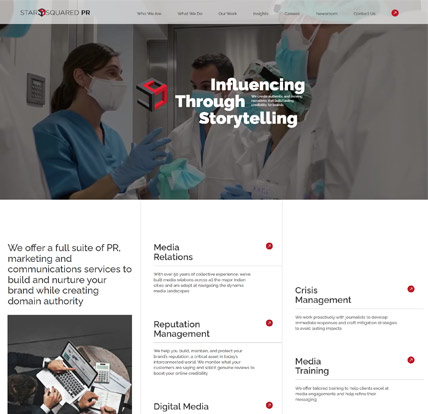 STAR SQUARED PR
Who We Are
What We Do
Our Work
Insights
Careers
Newsroom
Contact Us
Influencing
Through
Storytelling
We offer a full suite of PR,
marketing and
communications services to
build and nurture your
brand while creating
domain authority
Media
Relations
With over 50 years of collective experience, we've
built media relations across all the major Indian
cities and are adept at navigating the dynamic
media landscapes
Reputation
Management
We help you build, maintain, and protect your
brand's reputation, a critical asset in today's
interconnected world. We monitor what your
customers are saying and solicit genuine reviews to
boost your online credibility.
Digital Media
Crisis
Management
We work proactively with journalists to develop
immediate responses and craft mitigation strategies
to avoid lasting impacts.
Media
Training
We offer tailored training to help clients excel at
media engagements and help refine their
messaging.